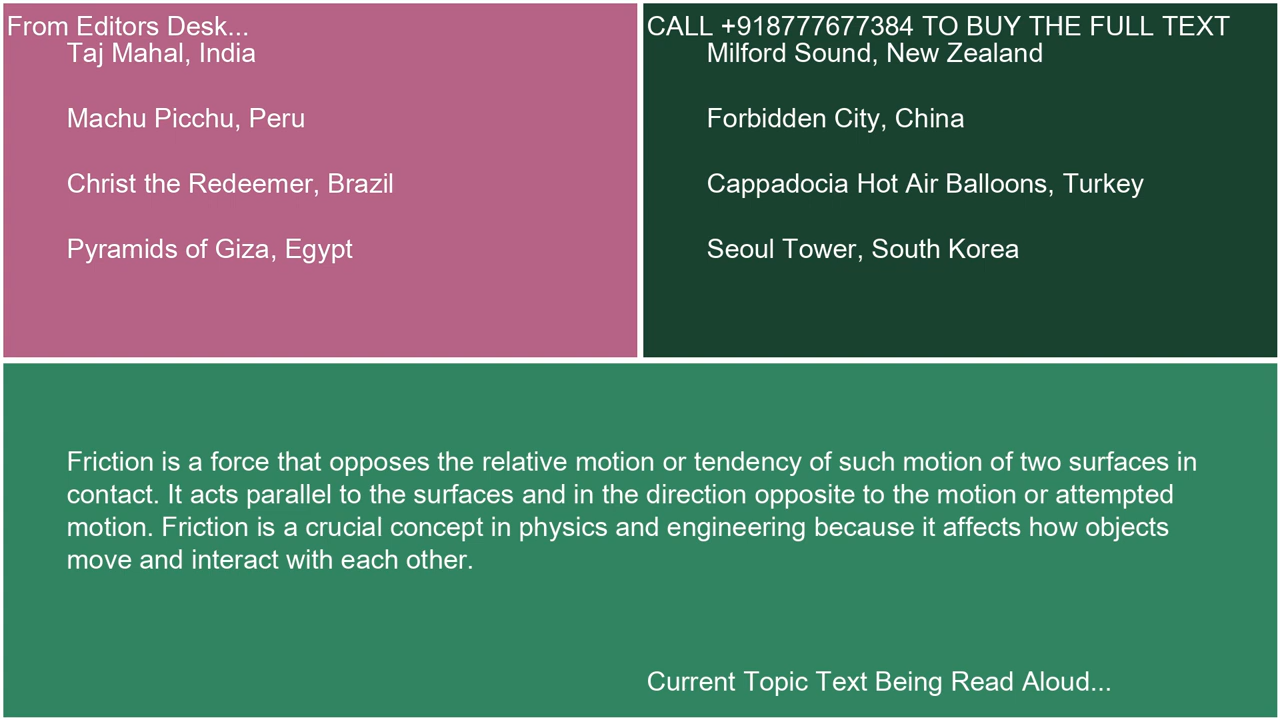 From Editors Desk...
Taj Mahal, India
Machu Picchu, Peru
Christ the Redeemer, Brazil
Pyramids of Giza, Egypt
CALL +918777677384 TO BUY THE FULL TEXT
Milford Sound, New Zealand
Forbidden City, China
Cappadocia Hot Air Balloons, Turkey
Seoul Tower, South Korea
Friction is a force that opposes the relative motion or tendency of such motion of two surfaces in
contact. It acts parallel to the surfaces and in the direction opposite to the motion or attempted
motion. Friction is a crucial concept in physics and engineering because it affects how objects
move and interact with each other.
Current Topic Text Being Read Aloud...